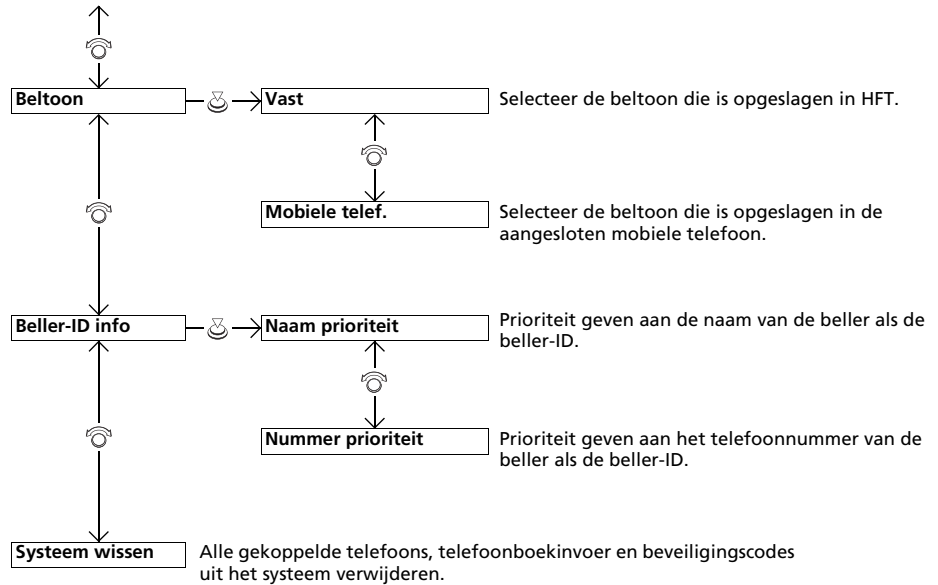 Beltoon
Vast
Selecteer de beltoon die is opgeslagen in HFT.
Mobiele telef.
Selecteer de beltoon die is opgeslagen in de
aangesloten mobiele telefoon.
Beller-ID info
Naam prioriteit
Prioriteit geven aan de naam van de beller als de
beller-ID.
Nummer prioriteit
Prioriteit geven aan het telefoonnummer van de
beller als de beller-ID.
Systeem wissen
Alle gekoppelde telefoons, telefoonboekinvoer en beveiligingscodes
uit het systeem verwijderen.